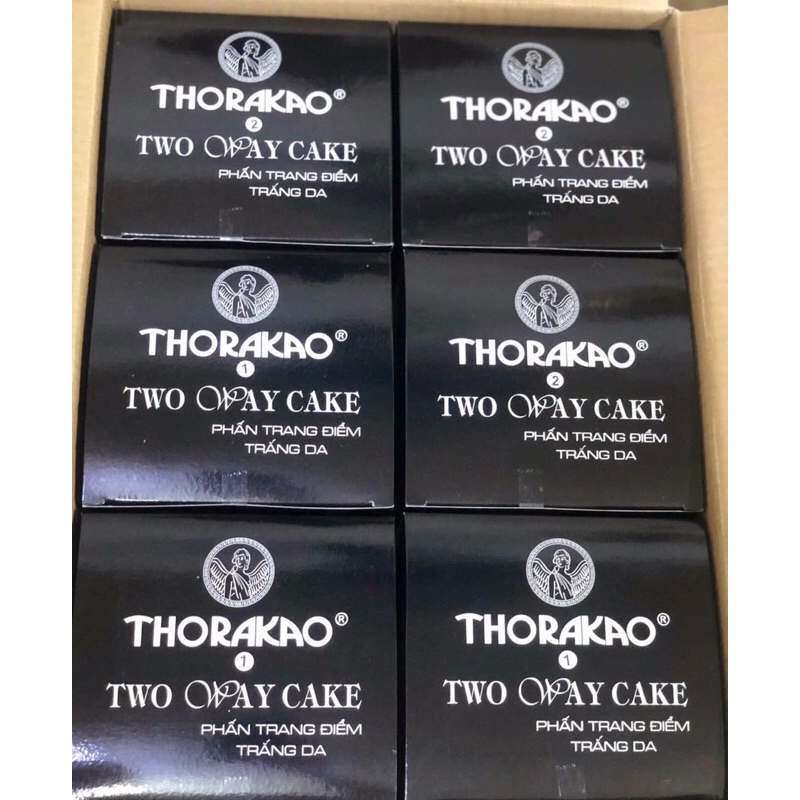 THORAKAO®
2
TWO WAY CAKE
PHẤN TRANG ĐIỂM
TRẮNG DA
THORAKAO®
2
TWO WAY CAKE
PHẤN TRANG ĐIỂM
TRẮNG DA
THORAKAO®
1
TWO WAY CAKE
PHẤN TRANG ĐIỂM
TRẮNG DA
THORAKAO®
2
TWO WAY CAKE
PHẤN TRANG ĐIỂM
TRẮNG DA
THORAKAO®
1
TWO WAY CAKE
PHẤN TRANG ĐIỂM
TRẮNG DA
THORAKAO®
1
TWO WAY CAKE
PHẤN TRANG ĐIỂM
TRẮNG DA